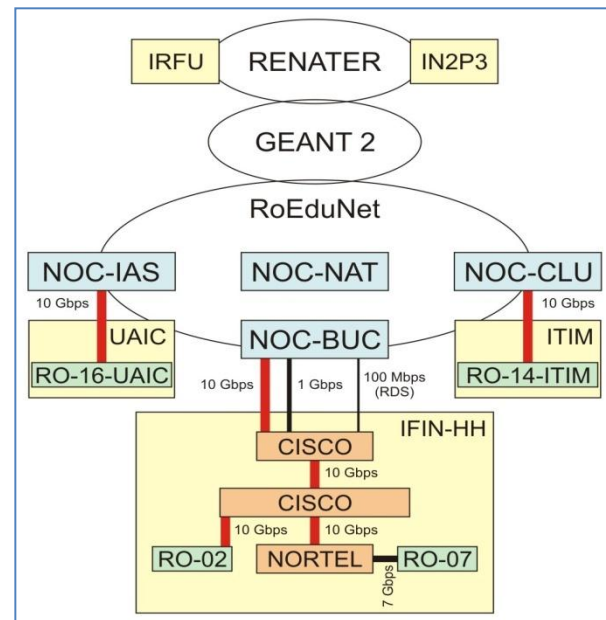 IRFU
RENATER
IN2P3
GEANT 2
RoEduNet
NOC-IAS
NOC-NAT
NOC-CLU
10 Gbps
10 Gbps
UAIC
NOC-BUC
ITIM
RO-16-UAIC
RO-14-ITIM
10 Gbps
1 Gbps
100 Mbps
(RDS)
IFIN-HH
CISCO
10 Gbps
CISCO
10 Gbps
10 Gbps
RO-02
NORTEL
RO-07
7 Gbps